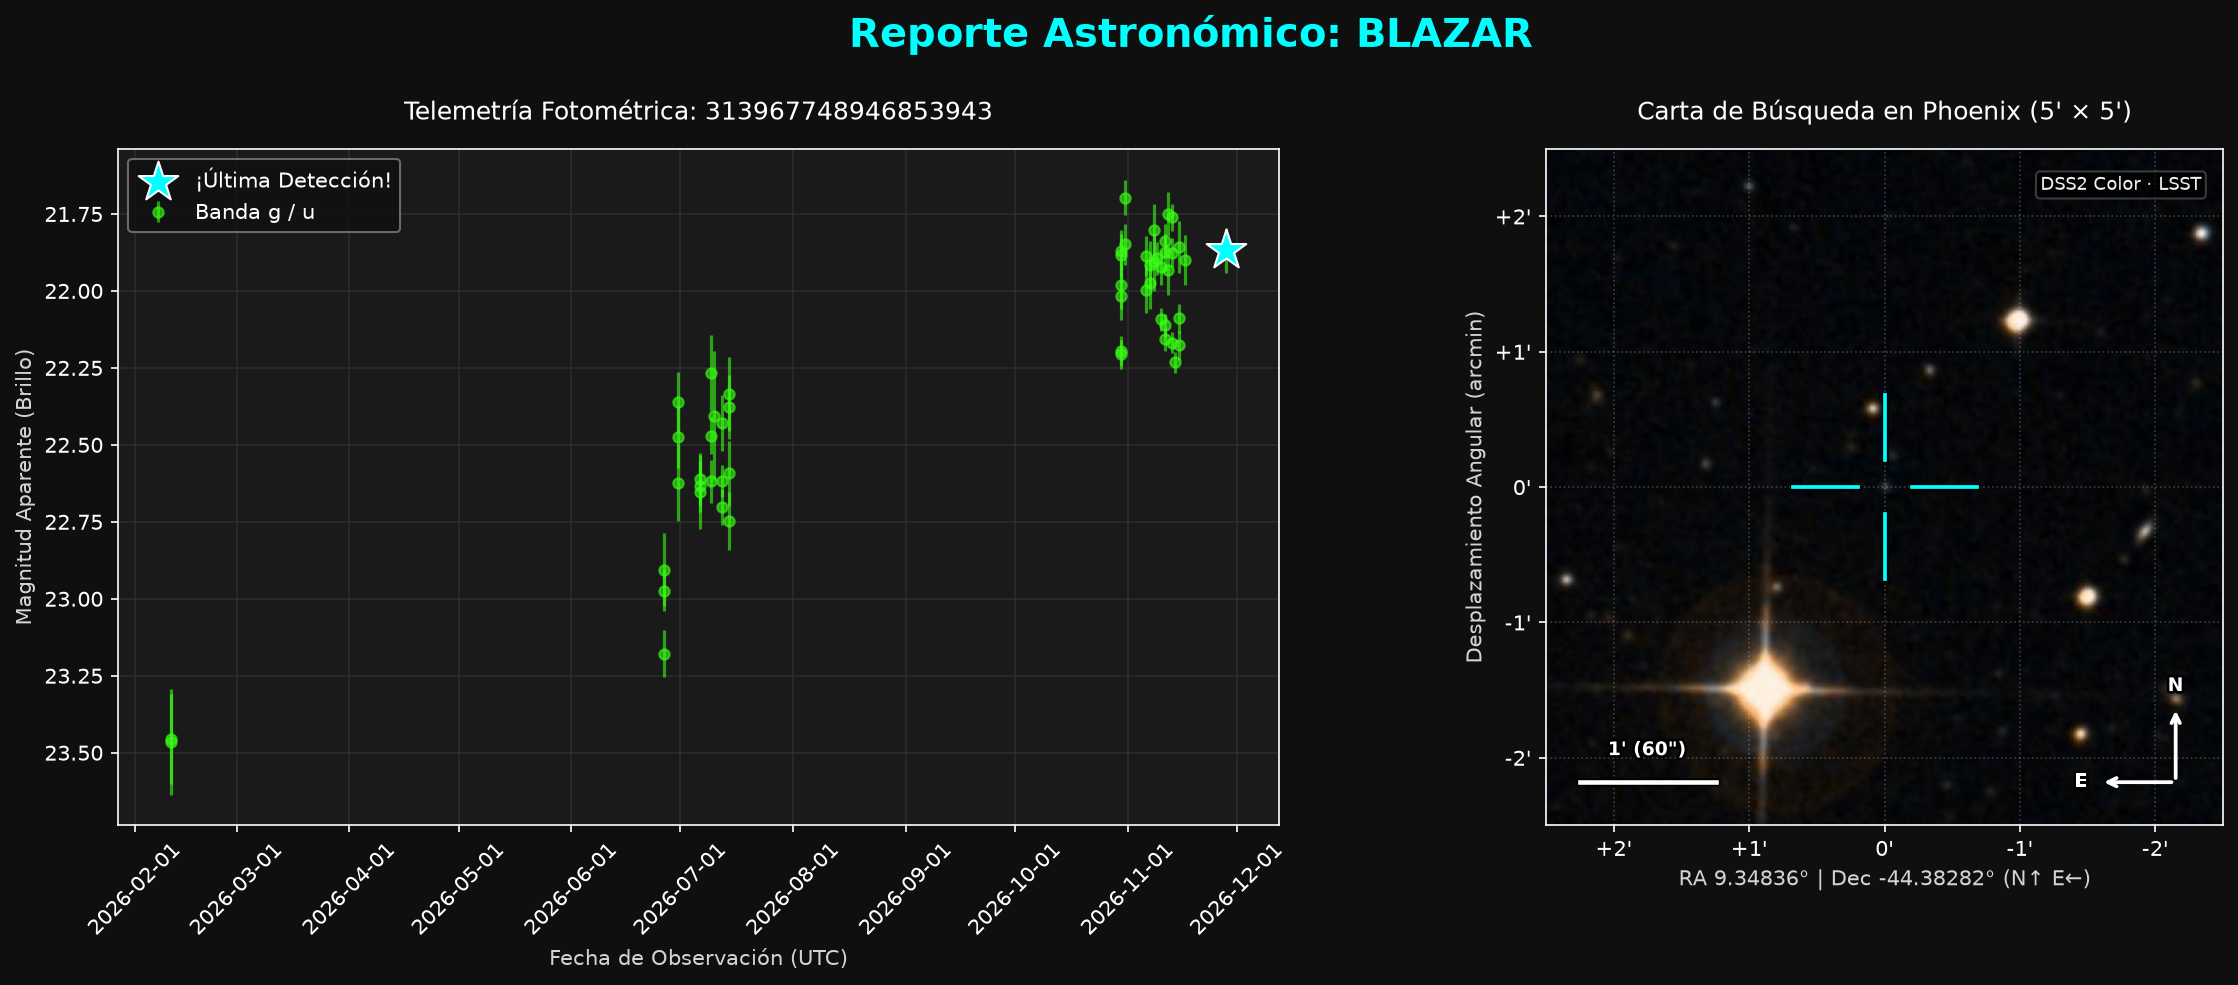 Reporte Astronómico: BLAZAR
Telemetría Fotométrica: 313967748946853943
¡Última Detección!
Banda g / u
Magnitud Aparente (Brillo)
21.75
22.00
22.25
22.50
22.75
23.00
23.25
23.50
2026-02-01
2026-03-01
2026-04-01
2026-05-01
2026-06-01
2026-07-01
2026-08-01
2026-09-01
2026-10-01
2026-11-01
2026-12-01
Fecha de Observación (UTC)
Carta de Búsqueda en Phoenix (5' × 5')
DSS2 Color · LSST
Desplazamiento Angular (arcmin)
+2'
+1'
0'
-1'
-2'
N
E
1' (60")
+2'
+1'
0'
-1'
-2'
RA 9.34836° | Dec -44.38282° (N↑ E←)